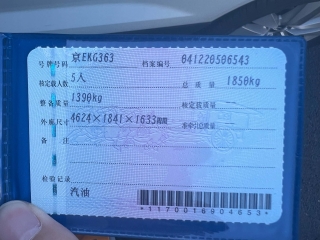 号牌号码 京EKG363 档案编号 041220506543
核定载人数 5人 总质量 1850kg
整备质量 1390kg 核定载质量
外廓尺寸 4624×1841×1633mm 准牵引总质量
备注
检验记录
汽油
*1170016904653*